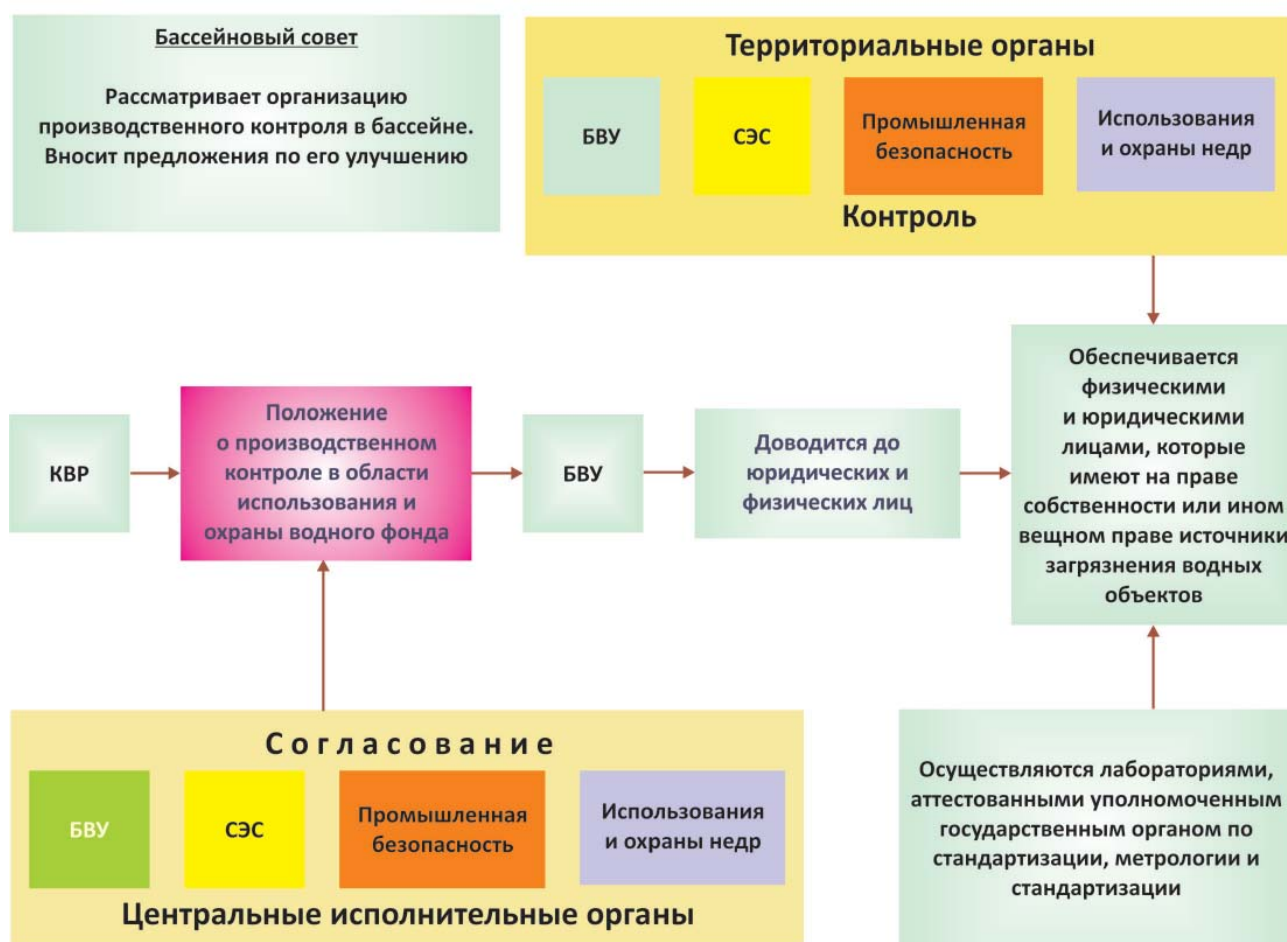 Бассейновый совет
Рассматривает организацию
производственного контроля в бассейне.
Вносит предложения по его улучшению
Территориальные органы
БВУ
СЭС
Промышленная
безопасность
Использования
и охраны недр
Контроль
КВР
Положение
о производственном
контроле в области
использования и
охраны водного фонда
БВУ
Доводится до
юридических и
физических лиц
Обеспечивается
физическими
и юридическими
лицами, которые
имеют на праве
собственности или ином
вещном праве источники
загрязнения водных
объектов
Согласование
БВУ
СЭС
Промышленная
безопасность
Использования
и охраны недр
Центральные исполнительные органы
Осуществляются лабораториями,
аттестованными уполномоченным
государственным органом по
стандартизации, метрологии и
стандартизации